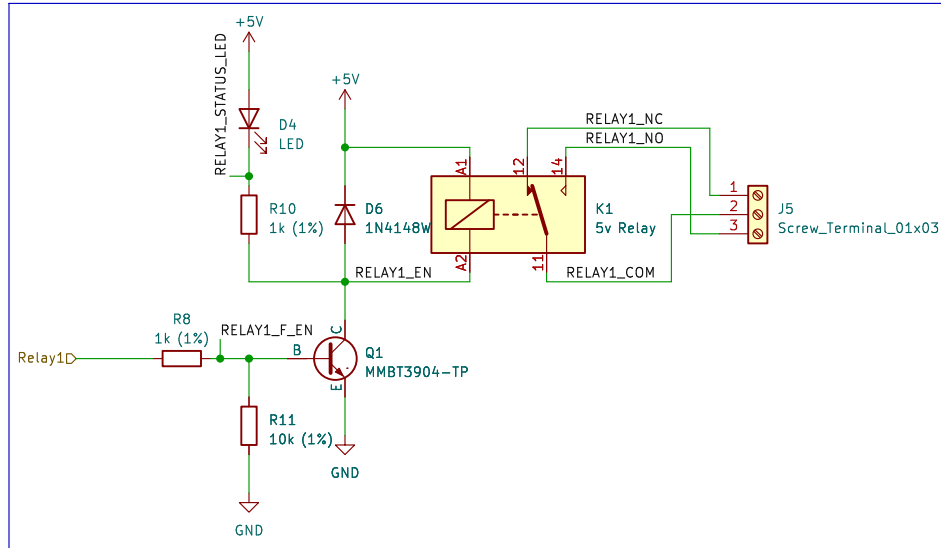 +5V
RELAY1_STATUS_LED
D4
LED
+5V
RELAY1_NC
RELAY1_NO
A1
12
14
R10
1k (1%)
D6
1N4148W
K1
5v Relay
1
2
3
J5
Screw_Terminal_01x03
A2
11
RELAY1_EN
RELAY1_COM
R8
1k (1%)
RELAY1_F_EN
Relay1
B
C
E
Q1
MMBT3904-TP
R11
10k (1%)
GND
GND